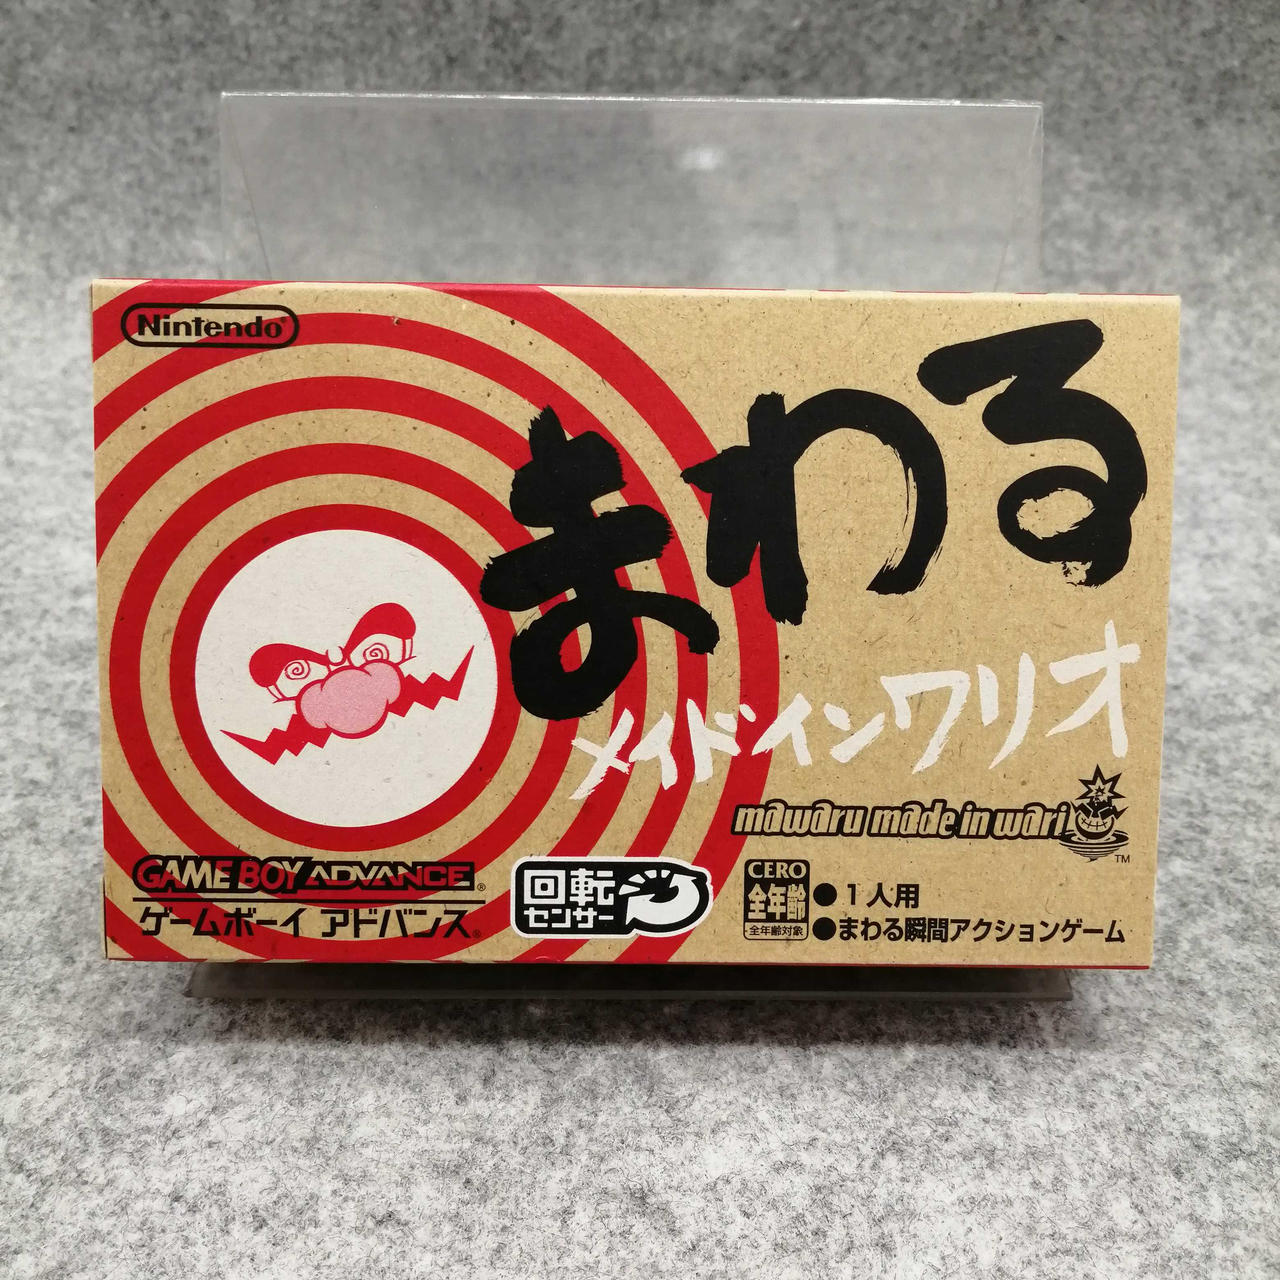 Nintendo®
まわる
メイドインワリオ
mawaru made in wario
™
GAME BOY ADVANCE®
ゲームボーイ アドバンス®
回転
センサー
CERO
全年齢
全年齢対象
●1人用
●まわる瞬間アクションゲーム